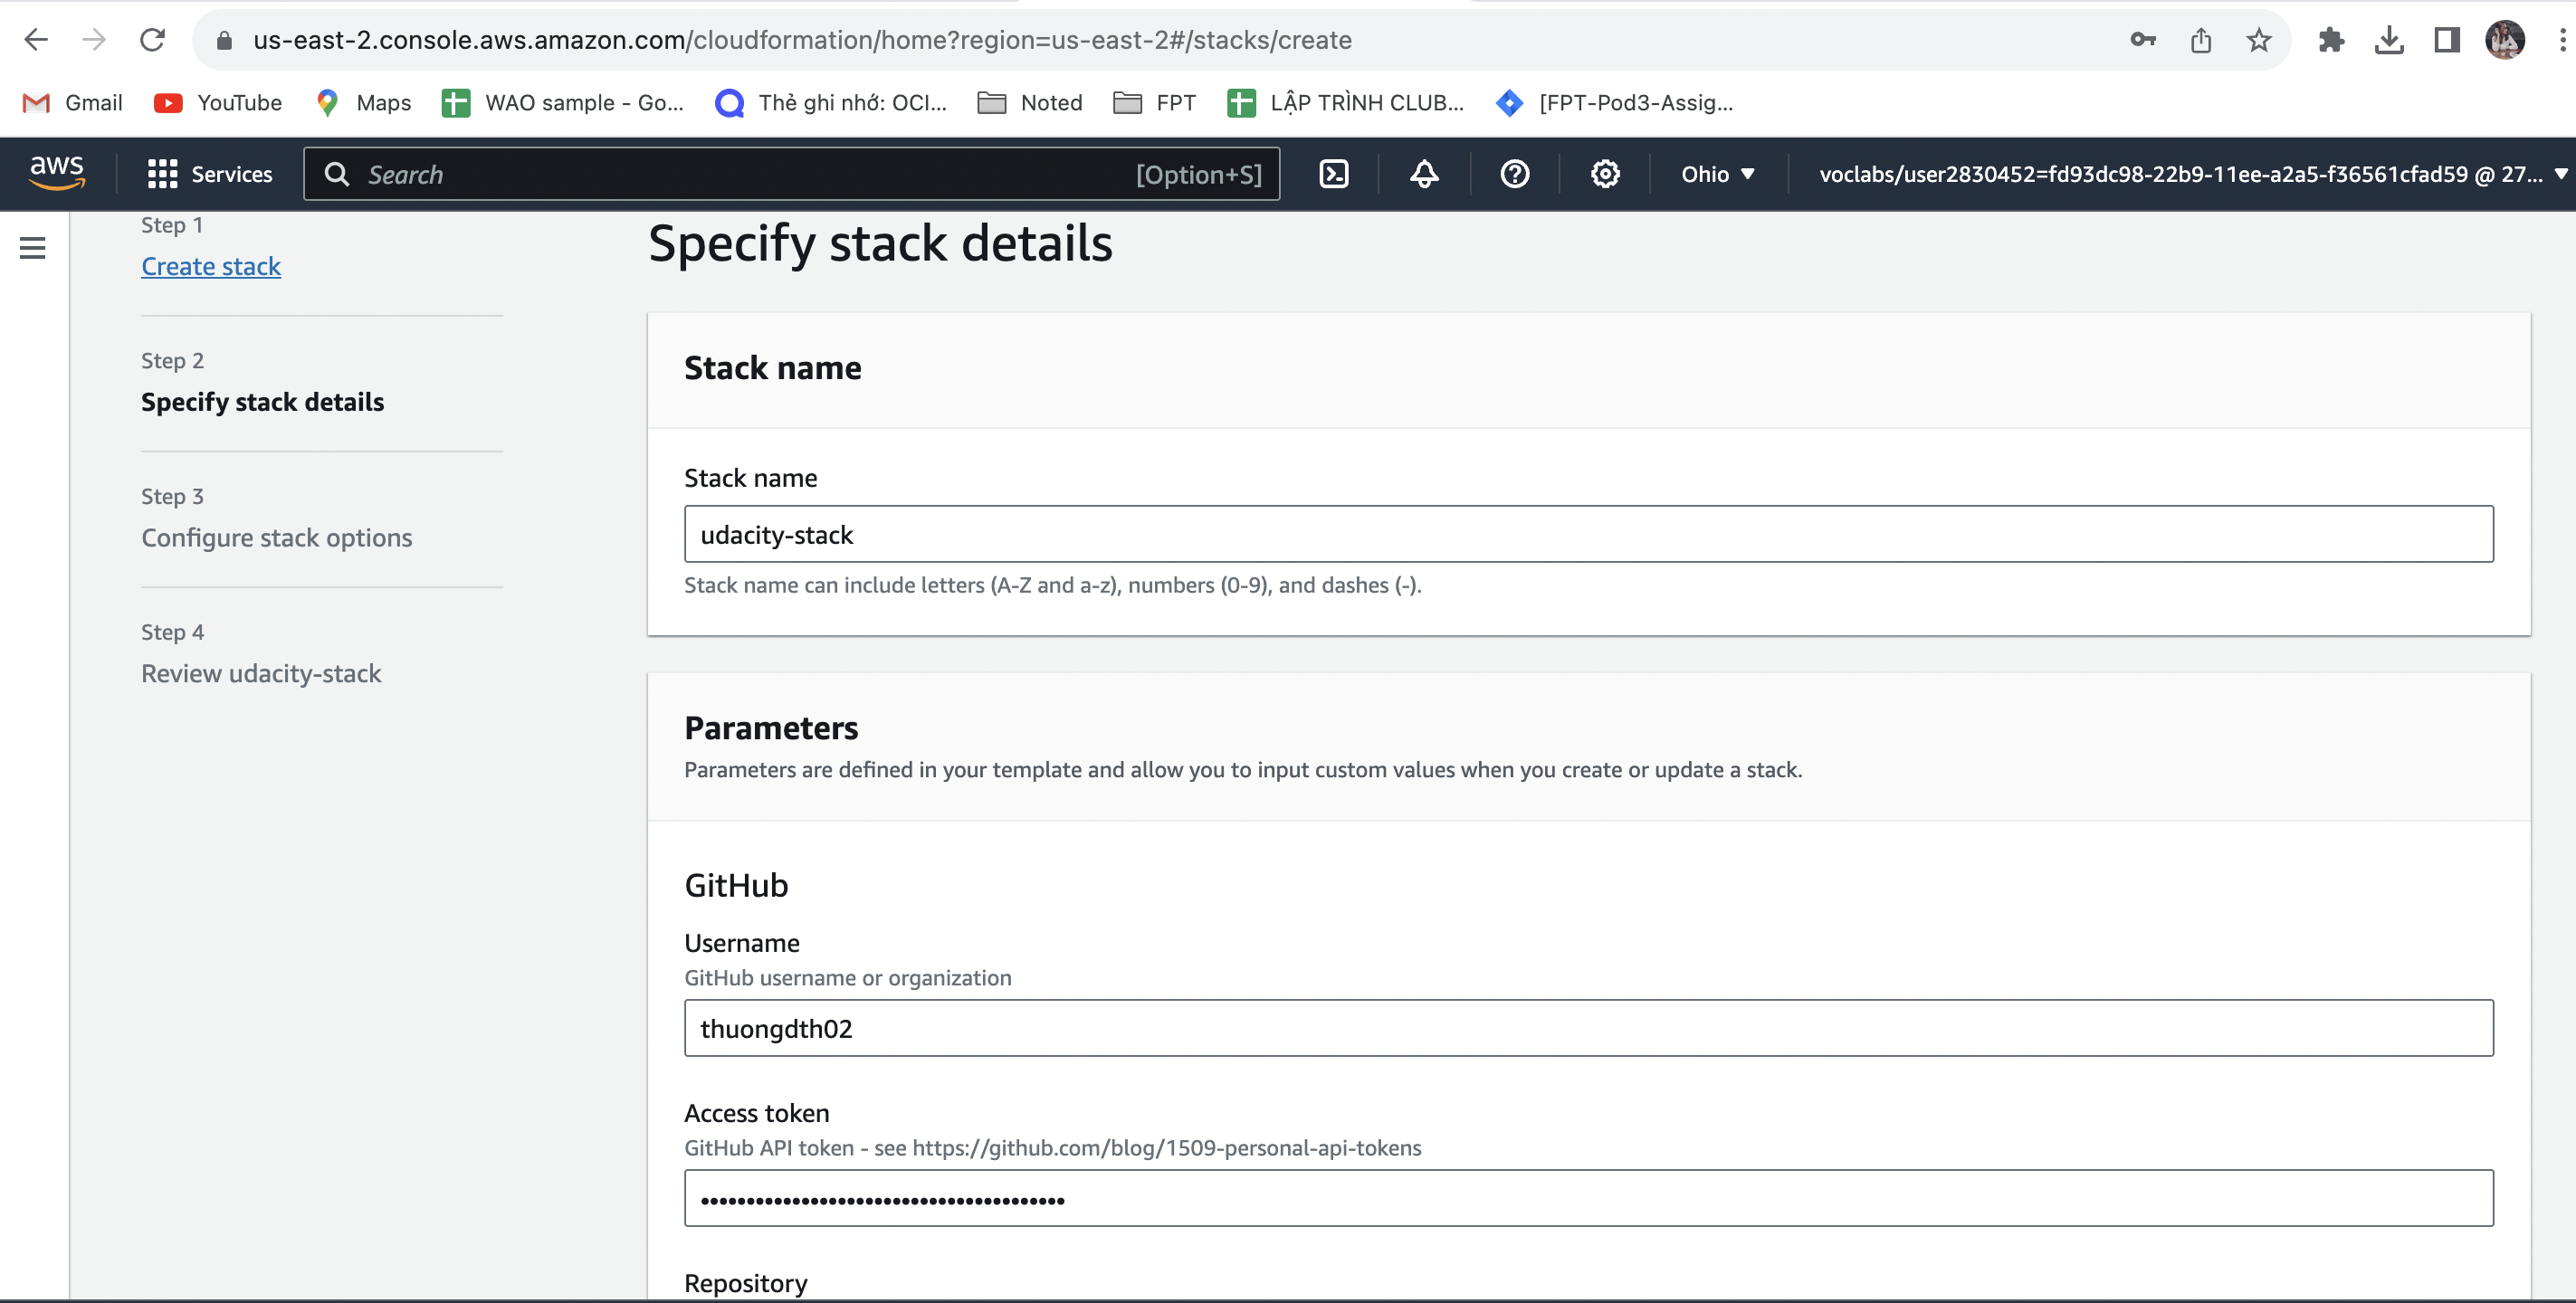 us-east-2.console.aws.amazon.com/cloudformation/home?region=us-east-2#/stacks/create
Gmail YouTube Maps WAO sample - Go... Thẻ ghi nhớ: OCI... Noted FPT LẬP TRÌNH CLUB... [FPT-Pod3-Assig...
aws Services Search [Option+S] Ohio voclabs/user2830452=fd93dc98-22b9-11ee-a2a5-f36561cfad59 @ 27...
Step 1
Create stack
Step 2
Specify stack details
Step 3
Configure stack options
Step 4
Review udacity-stack
Specify stack details
Stack name
Stack name
udacity-stack
Stack name can include letters (A-Z and a-z), numbers (0-9), and dashes (-).
Parameters
Parameters are defined in your template and allow you to input custom values when you create or update a stack.
GitHub
Username
GitHub username or organization
thuongdth02
Access token
GitHub API token - see https://github.com/blog/1509-personal-api-tokens
••••••••••••••••••••••••••••••••••••••••
Repository